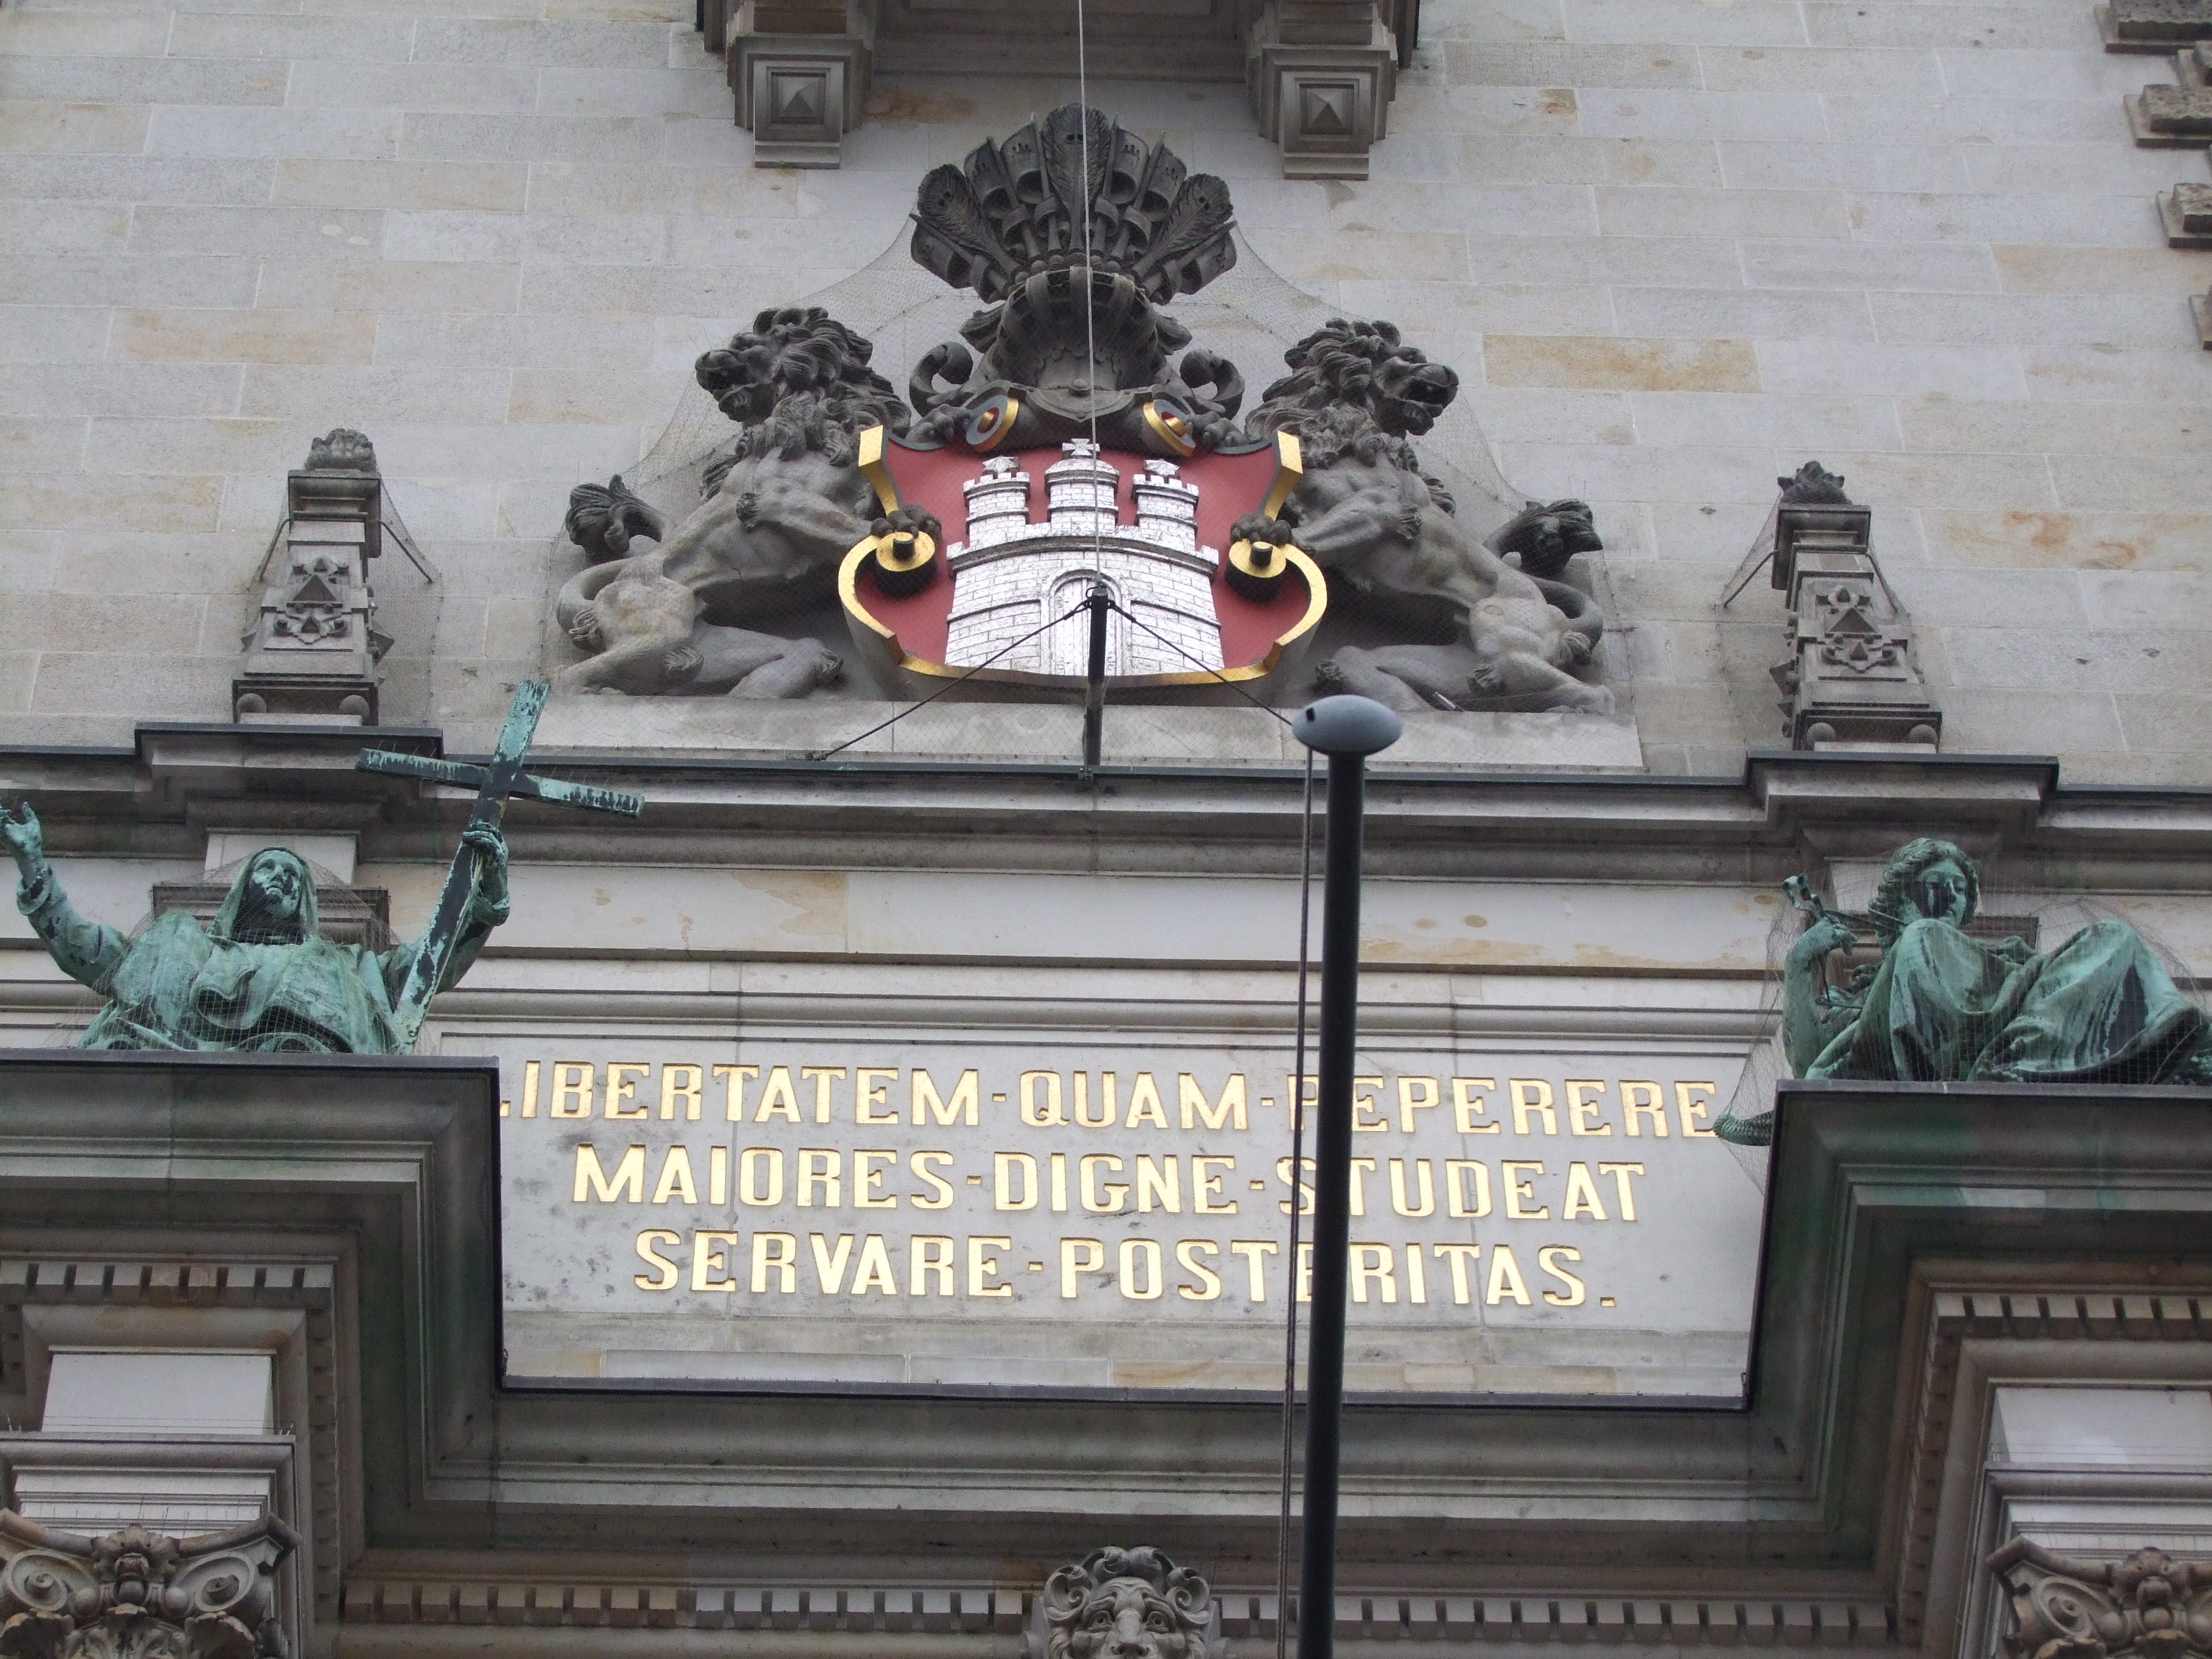 LIBERTATEM-QUAM-PEPERERE
MAIORES-DIGNE-STUDEAT
SERVARE-POSTERITAS.